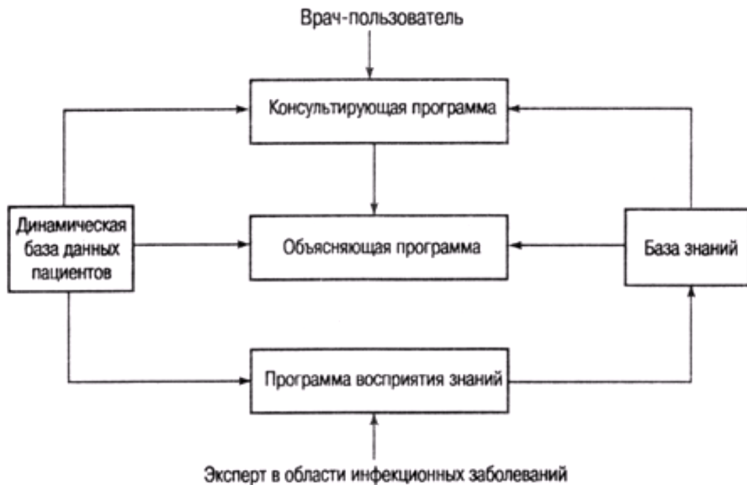 Врач-пользователь
Консультирующая программа
Динамическая
база данных
пациентов
Объясняющая программа
База знаний
Программа восприятия знаний
Эксперт в области инфекционных заболеваний